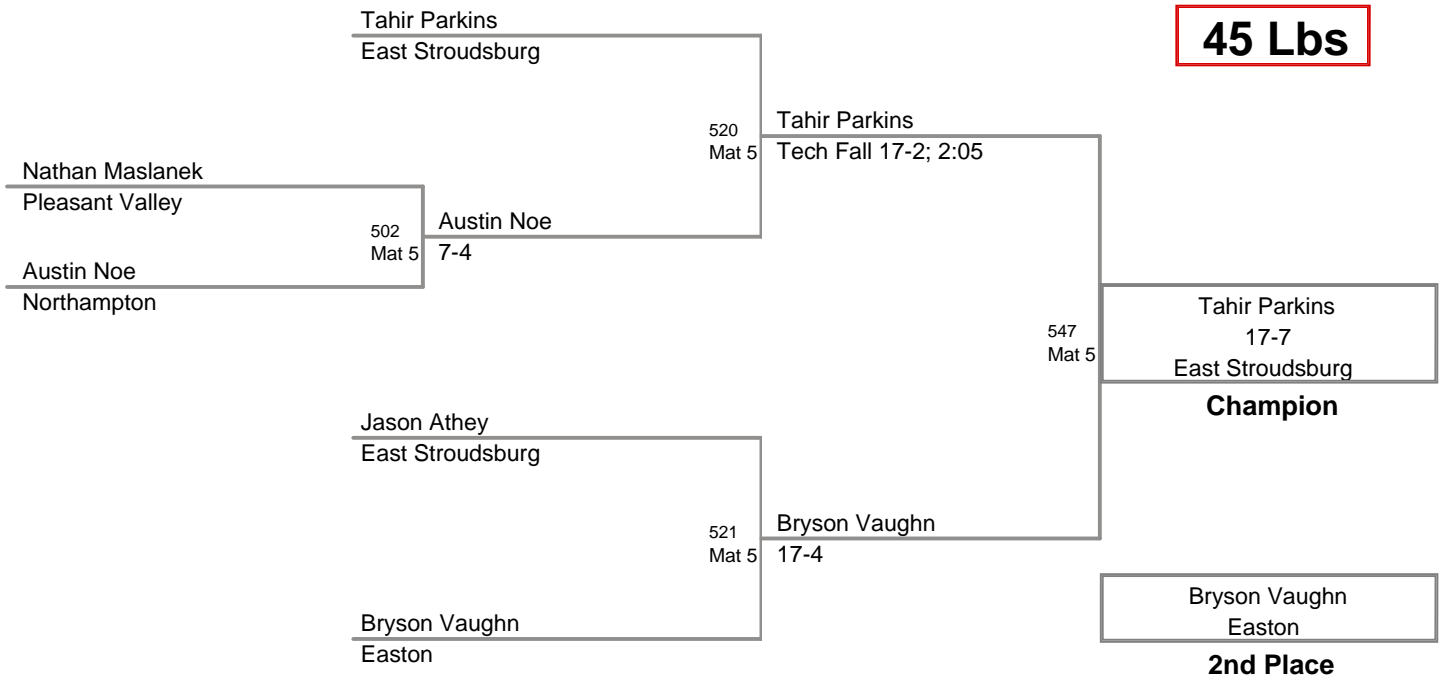 Tahir Parkins
East Stroudsburg
45 Lbs
520
Mat 5
Tahir Parkins
Tech Fall 17-2; 2:05
Nathan Maslanek
Pleasant Valley
502
Mat 5
Austin Noe
7-4
Austin Noe
Northampton
547
Mat 5
Tahir Parkins
17-7
East Stroudsburg
Champion
Jason Athey
East Stroudsburg
521
Mat 5
Bryson Vaughn
17-4
Bryson Vaughn
Easton
Bryson Vaughn
Easton
2nd Place